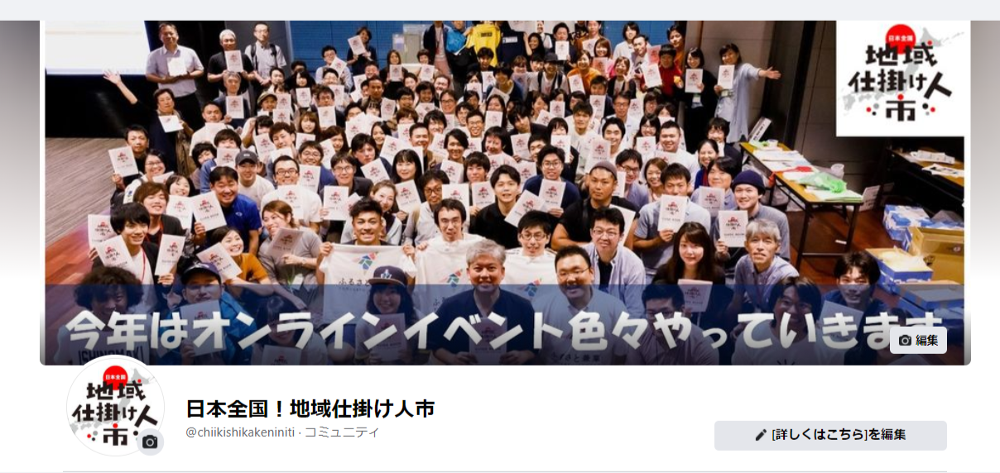 日本全国
地域
仕掛け人
市
今年はオンラインイベント色々やっていきます
編集
ISHINOMAKI
日本全国
地域
仕掛け人
市
日本全国！地域仕掛け人市
@chiikishikakeniniti · コミュニティ
[詳しくはこちら]を編集